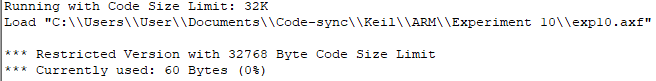 Running with Code Size Limit: 32K
Load "C:\\Users\\User\\Documents\\Code-sync\\Keil\\ARM\\Experiment 10\\exp10.axf"
*** Restricted Version with 32768 Byte Code Size Limit
*** Currently used: 60 Bytes (0%)